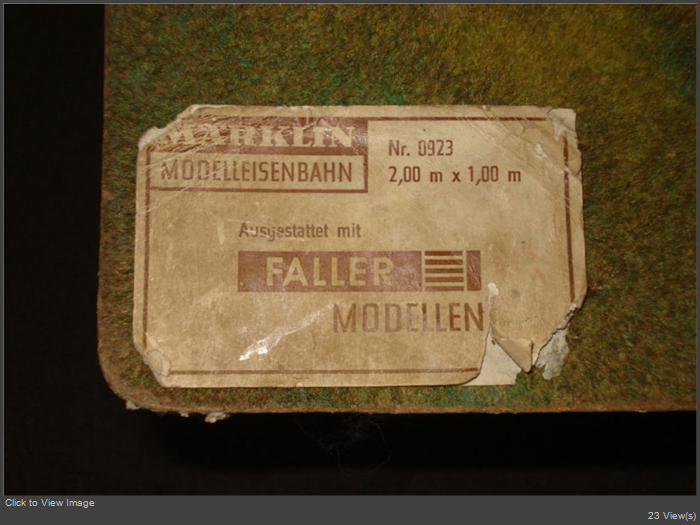 MÄRKLIN
MODELLEISENBAHN
Nr. 0923
2,00 m x 1,00 m
Ausgestattet mit
FALLER
MODELLEN
Click to View Image
23 View(s)